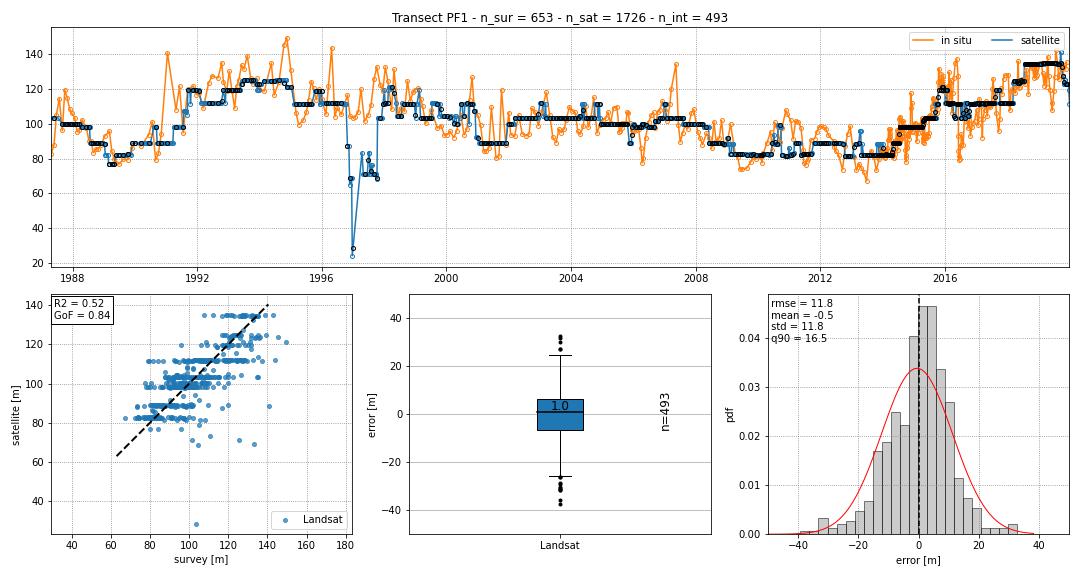 Transect PF1 - n_sur = 653 - n_sat = 1726 - n_int = 493
in situ
satellite
140
120
100
80
60
40
20
1988
1992
1996
2000
2004
2008
2012
2016
R2 = 0.52
GoF = 0.84
140
120
100
80
60
40
satellite [m]
40
60
80
100
120
140
160
180
survey [m]
Landsat
40
20
0
−20
−40
error [m]
1.0
n=493
Landsat
rmse = 11.8
mean = -0.5
std = 11.8
q90 = 16.5
0.04
0.03
0.02
0.01
0.00
pdf
−40
−20
0
20
40
error [m]